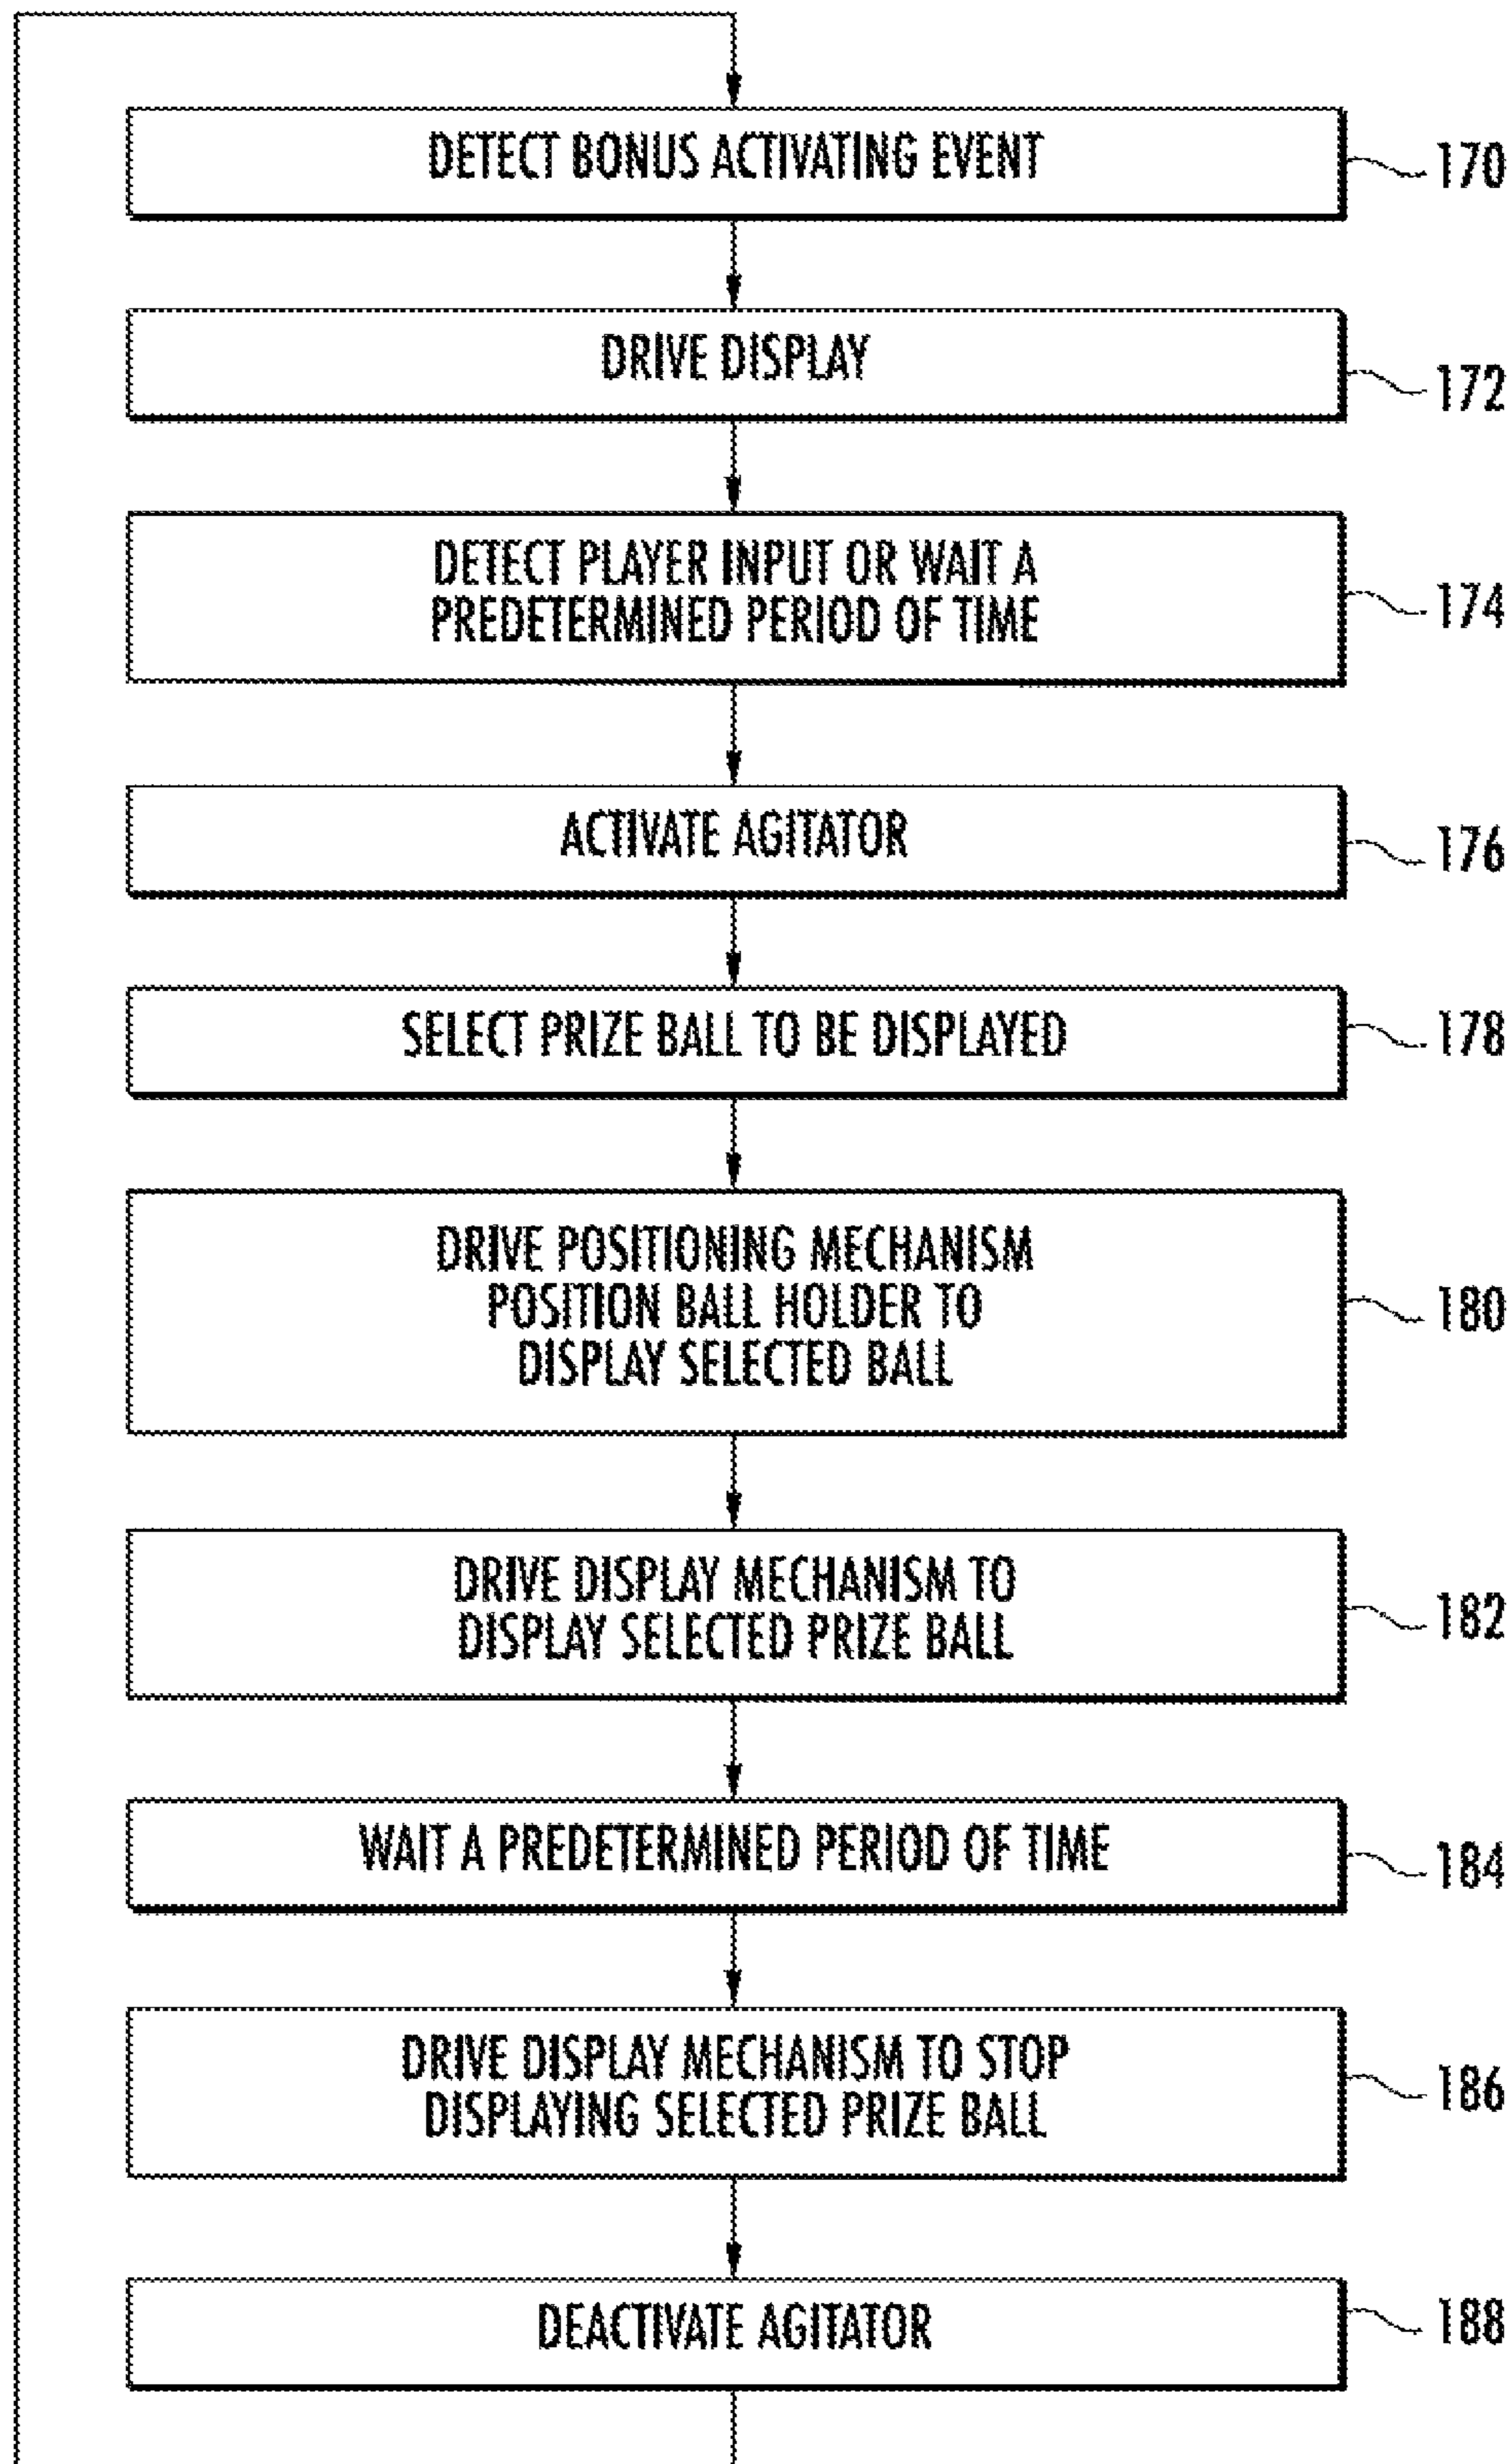 DETECT BONUS ACTIVATING EVENT
170
DRIVE DISPLAY
172
DETECT PLAYER INPUT OR WAIT A
PREDETERMINED PERIOD OF TIME
174
ACTIVATE AGITATOR
176
SELECT PRIZE BALL TO BE DISPLAYED
178
DRIVE POSITIONING MECHANISM
POSITION BALL HOLDER TO
DISPLAY SELECTED BALL
180
DRIVE DISPLAY MECHANISM TO
DISPLAY SELECTED PRIZE BALL
182
WAIT A PREDETERMINED PERIOD OF TIME
184
DRIVE DISPLAY MECHANISM TO STOP
DISPLAYING SELECTED PRIZE BALL
186
DEACTIVATE AGITATOR
188